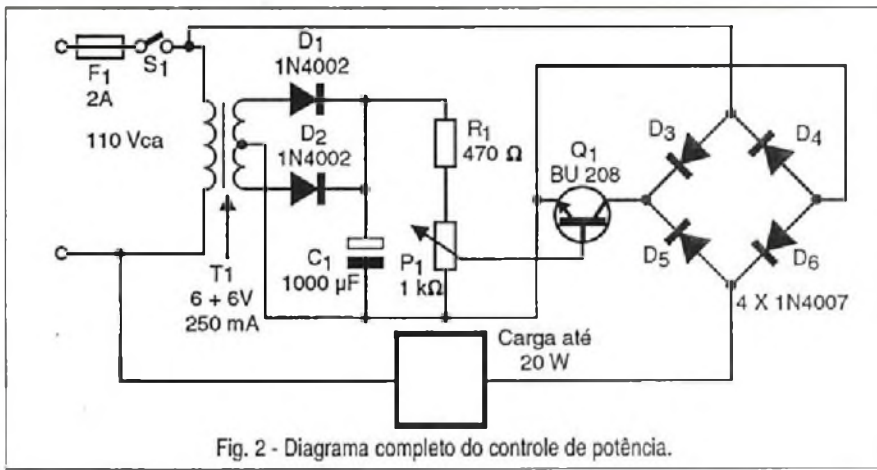 F1
2A
S1
110 Vca
T1
6 + 6V
250 mA
D1
1N4002
D2
1N4002
C1
1000 µF
R1
470 Ω
P1
1 kΩ
Q1
BU 208
D3
D4
D5
D6
4 X 1N4007
Carga até
20 W
Fig. 2 - Diagrama completo do controle de potência.